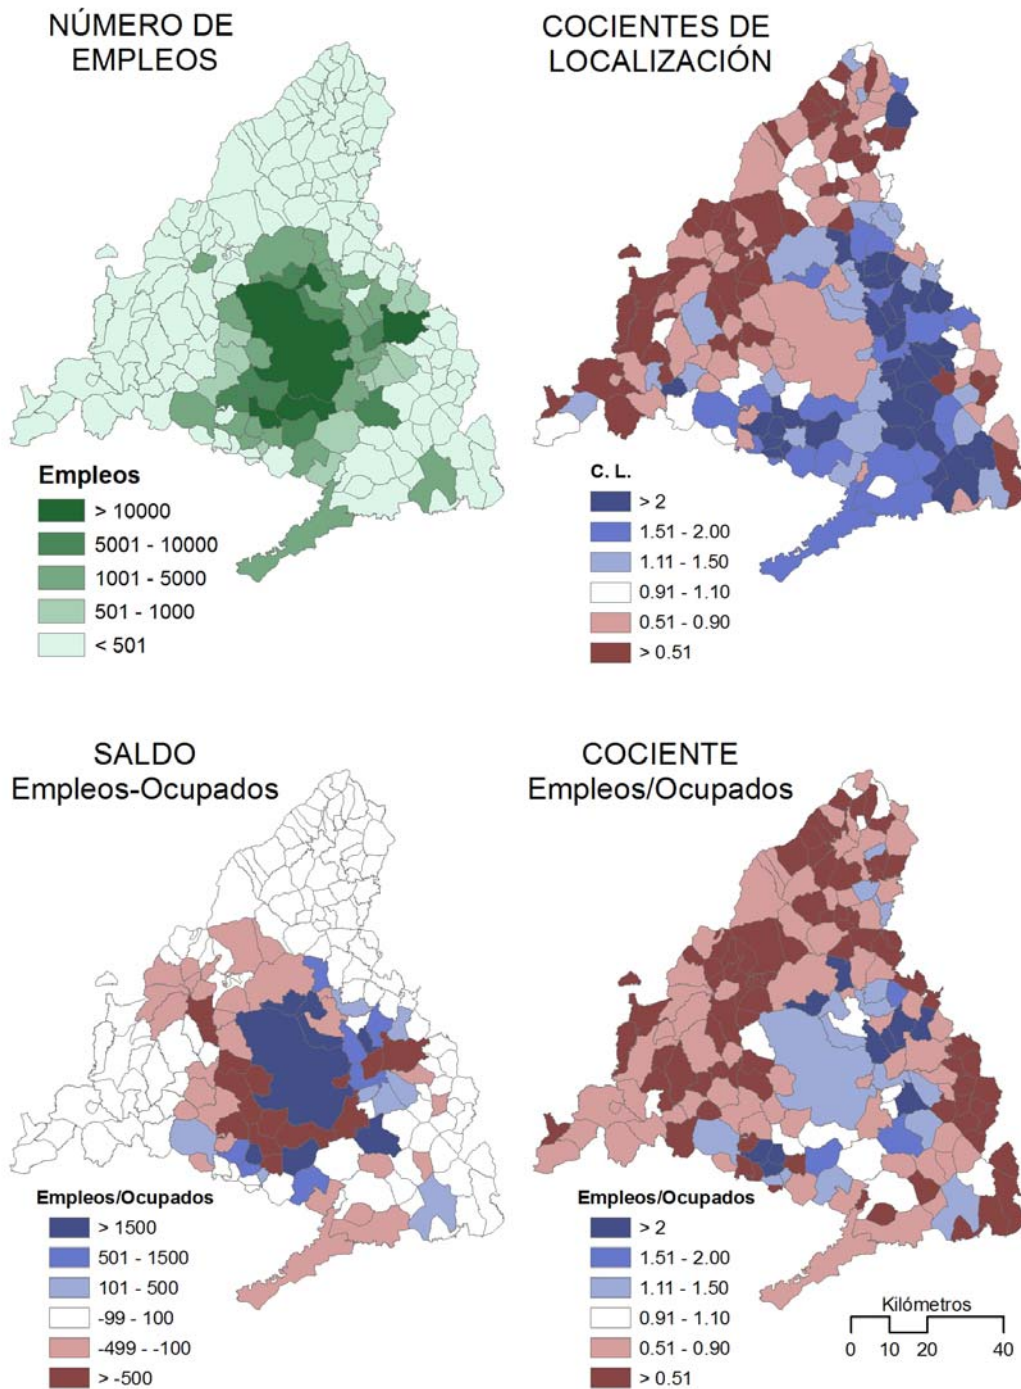 NÚMERO DE
EMPLEOS
Empleos
> 10000
5001 - 10000
1001 - 5000
501 - 1000
< 501
COCIENTES DE
LOCALIZACIÓN
C. L.
> 2
1.51 - 2.00
1.11 - 1.50
0.91 - 1.10
0.51 - 0.90
> 0.51
SALDO
Empleos-Ocupados
Empleos/Ocupados
> 1500
501 - 1500
101 - 500
-99 - 100
-499 - -100
> -500
COCIENTE
Empleos/Ocupados
Empleos/Ocupados
> 2
1.51 - 2.00
1.11 - 1.50
0.91 - 1.10
0.51 - 0.90
> 0.51
Kilómetros
0 10 20 40